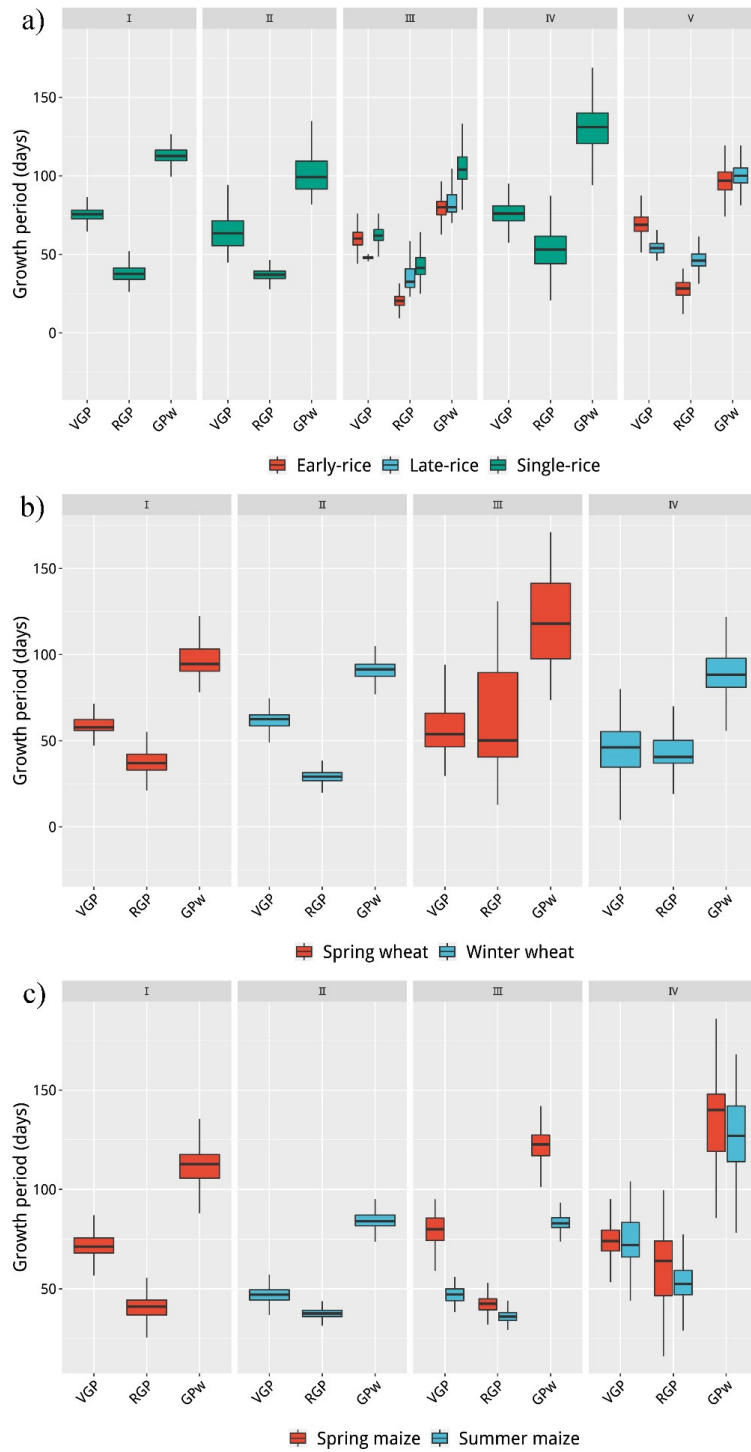 a)
I II III IV V
Growth period (days)
150
100
50
0
VGP RGP GPw VGP RGP GPw VGP RGP GPw VGP RGP GPw VGP RGP GPw
Early-rice Late-rice Single-rice
b)
I II III IV
Growth period (days)
150
100
50
0
VGP RGP GPw VGP RGP GPw VGP RGP GPw VGP RGP GPw
Spring wheat Winter wheat
c)
I II III IV
Growth period (days)
150
100
50
VGP RGP GPw VGP RGP GPw VGP RGP GPw VGP RGP GPw
Spring maize Summer maize